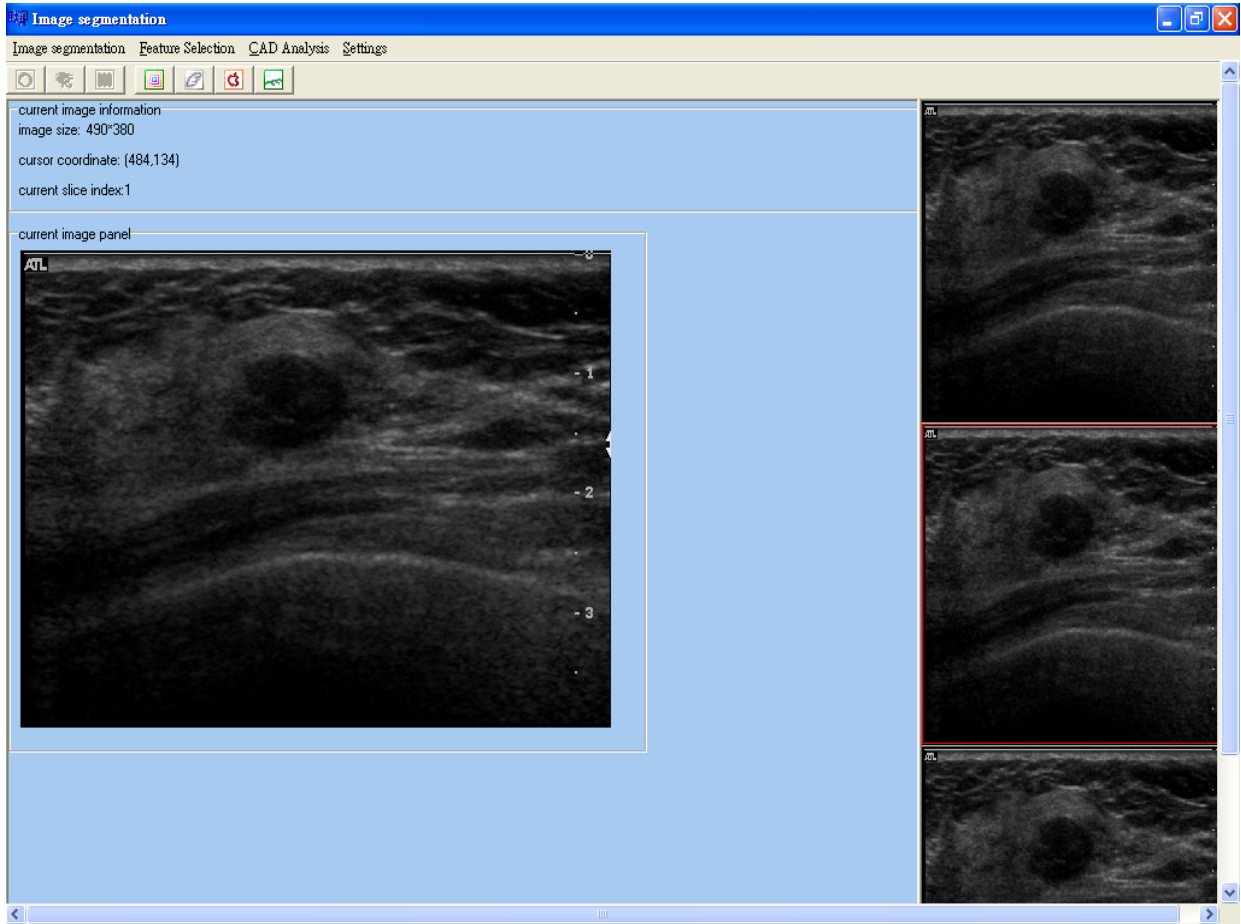 Image segmentation
Image segmentation Feature Selection CAD Analysis Settings
current image information
image size: 490*380
cursor coordinate: (484,134)
current slice index:1
current image panel
ATL
- 0
- 1
- 2
- 3
ATL
ATL
ATL